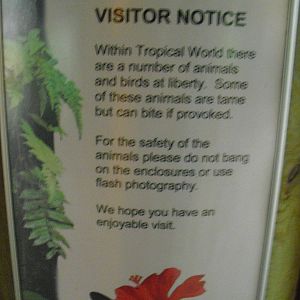 VISITOR NOTICE
Within Tropical World there
are a number of animals
and birds at liberty. Some
of these animals are tame
but can bite if provoked.
For the safety of the
animals please do not bang
on the enclosures or use
flash photography.
We hope you have an
enjoyable visit.